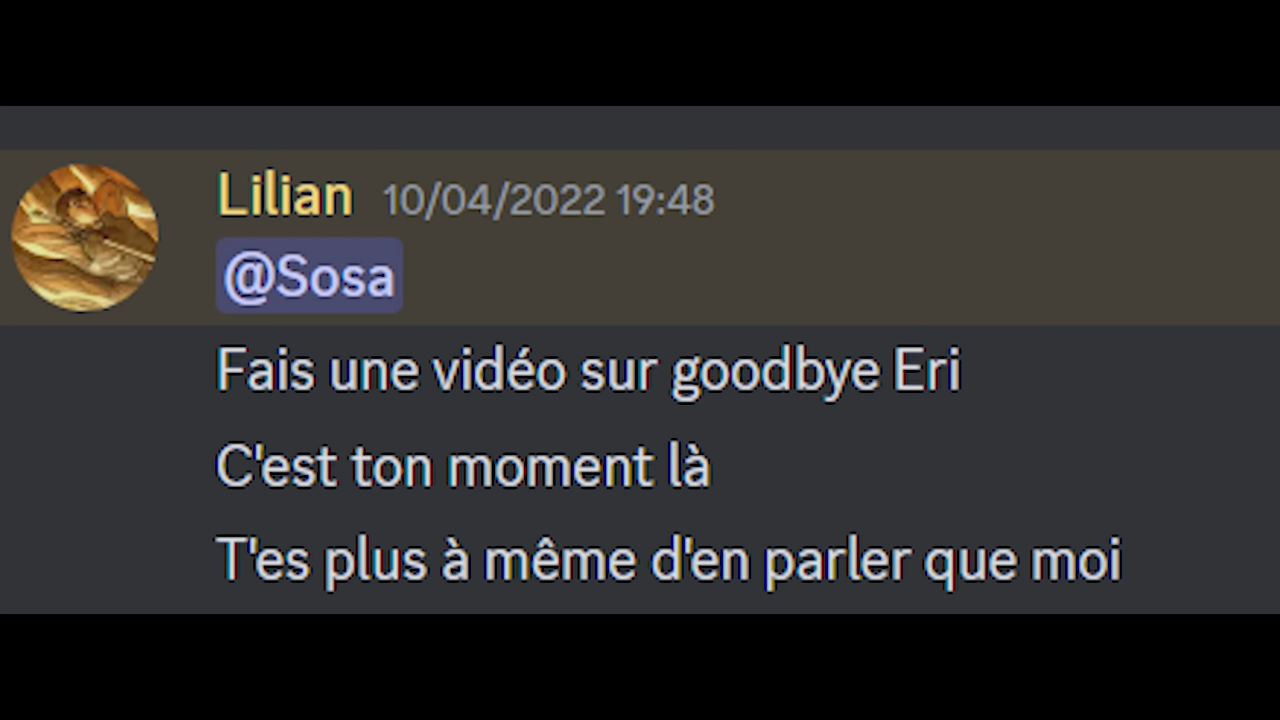 Lilian 10/04/2022 19:48
@Sosa
Fais une vidéo sur goodbye Eri
C'est ton moment là
T'es plus à même d'en parler que moi